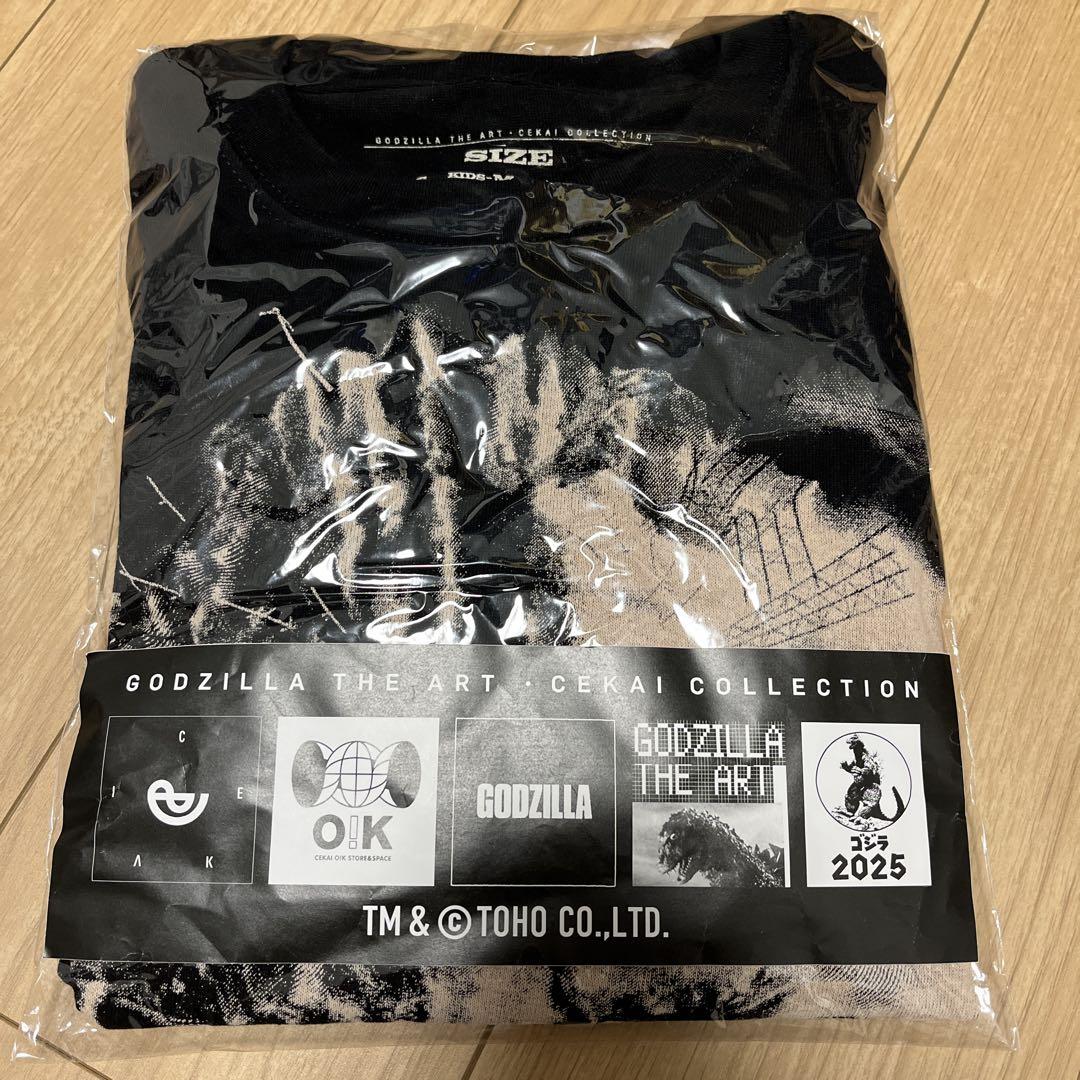 GODZILLA THE ART · CEKAI COLLECTION
SIZE
KIDS-M
GODZILLA THE ART · CEKAI COLLECTION
C
I E
A K
O!K
CEKAI O!K STORE&SPACE
GODZILLA
GODZILLA
THE ART
ゴジラ
2025
TM & © TOHO CO.,LTD.